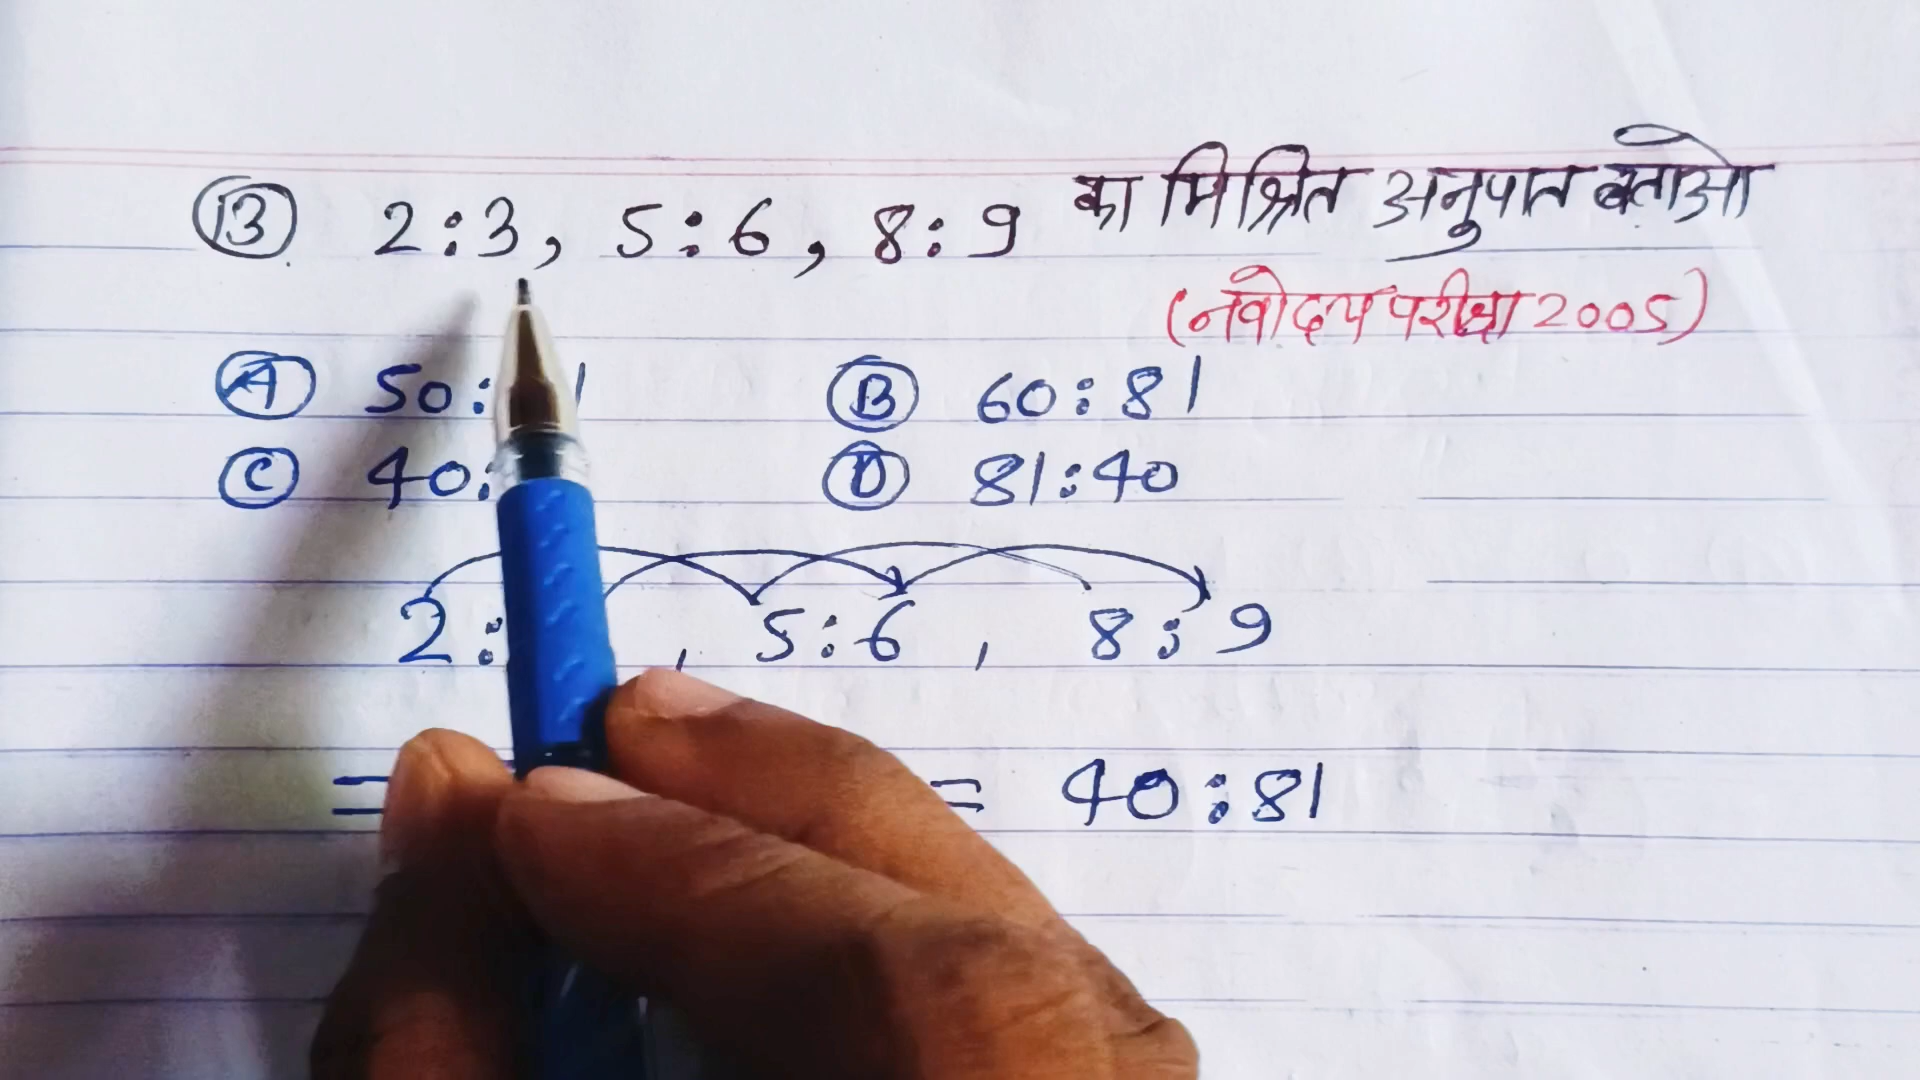 13 2:3, 5:6, 8:9 का मिश्रित अनुपात बताओ
(नवोदय परीक्षा 2005)
A 50: 1 B 60:81
C 40: D 81:40
2: , 5:6 , 8:9
= = 40:81